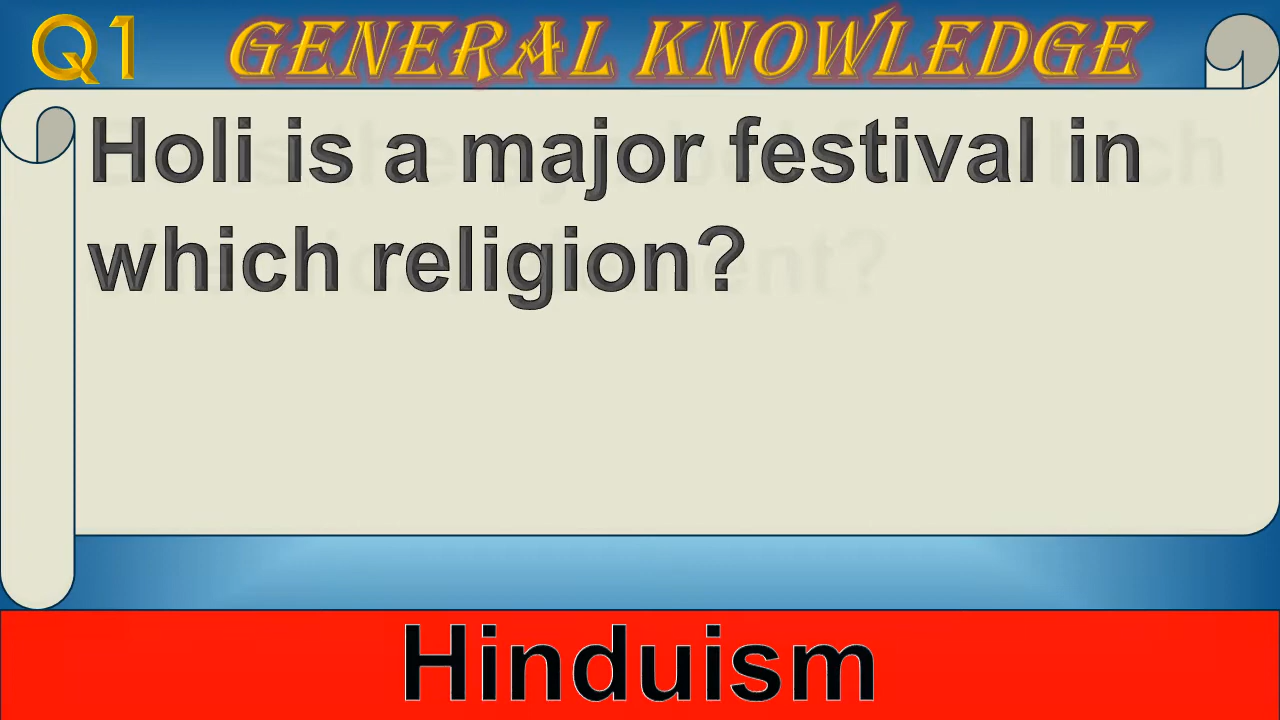 Q1 GENERAL KNOWLEDGE
Holi is a major festival in
which religion?
Hinduism